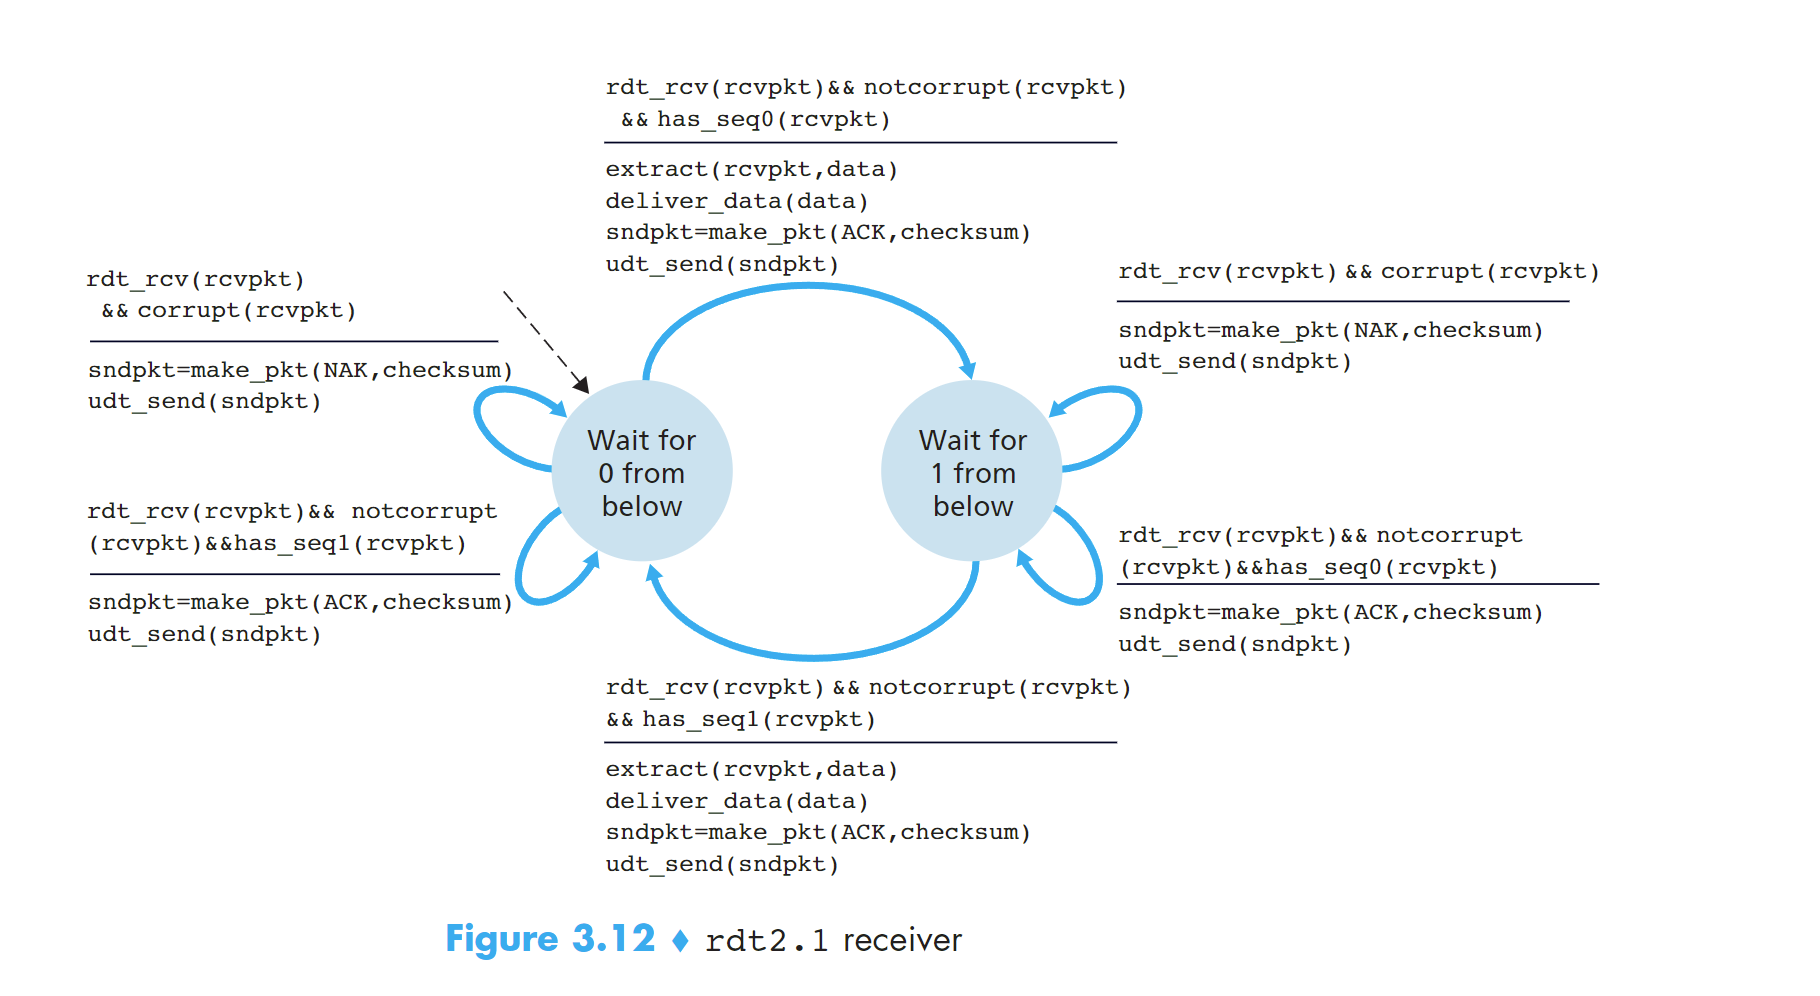 rdt_rcv(rcvpkt)&& notcorrupt(rcvpkt)
&& has_seq0(rcvpkt)
extract(rcvpkt,data)
deliver_data(data)
sndpkt=make_pkt(ACK,checksum)
udt_send(sndpkt)
rdt_rcv(rcvpkt)
&& corrupt(rcvpkt)
sndpkt=make_pkt(NAK,checksum)
udt_send(sndpkt)
rdt_rcv(rcvpkt) && corrupt(rcvpkt)
sndpkt=make_pkt(NAK,checksum)
udt_send(sndpkt)
Wait for
0 from
below
Wait for
1 from
below
rdt_rcv(rcvpkt)&& notcorrupt
(rcvpkt)&&has_seq1(rcvpkt)
sndpkt=make_pkt(ACK,checksum)
udt_send(sndpkt)
rdt_rcv(rcvpkt)&& notcorrupt
(rcvpkt)&&has_seq0(rcvpkt)
sndpkt=make_pkt(ACK,checksum)
udt_send(sndpkt)
rdt_rcv(rcvpkt) && notcorrupt(rcvpkt)
&& has_seq1(rcvpkt)
extract(rcvpkt,data)
deliver_data(data)
sndpkt=make_pkt(ACK,checksum)
udt_send(sndpkt)
Figure 3.12 ♦ rdt2.1 receiver